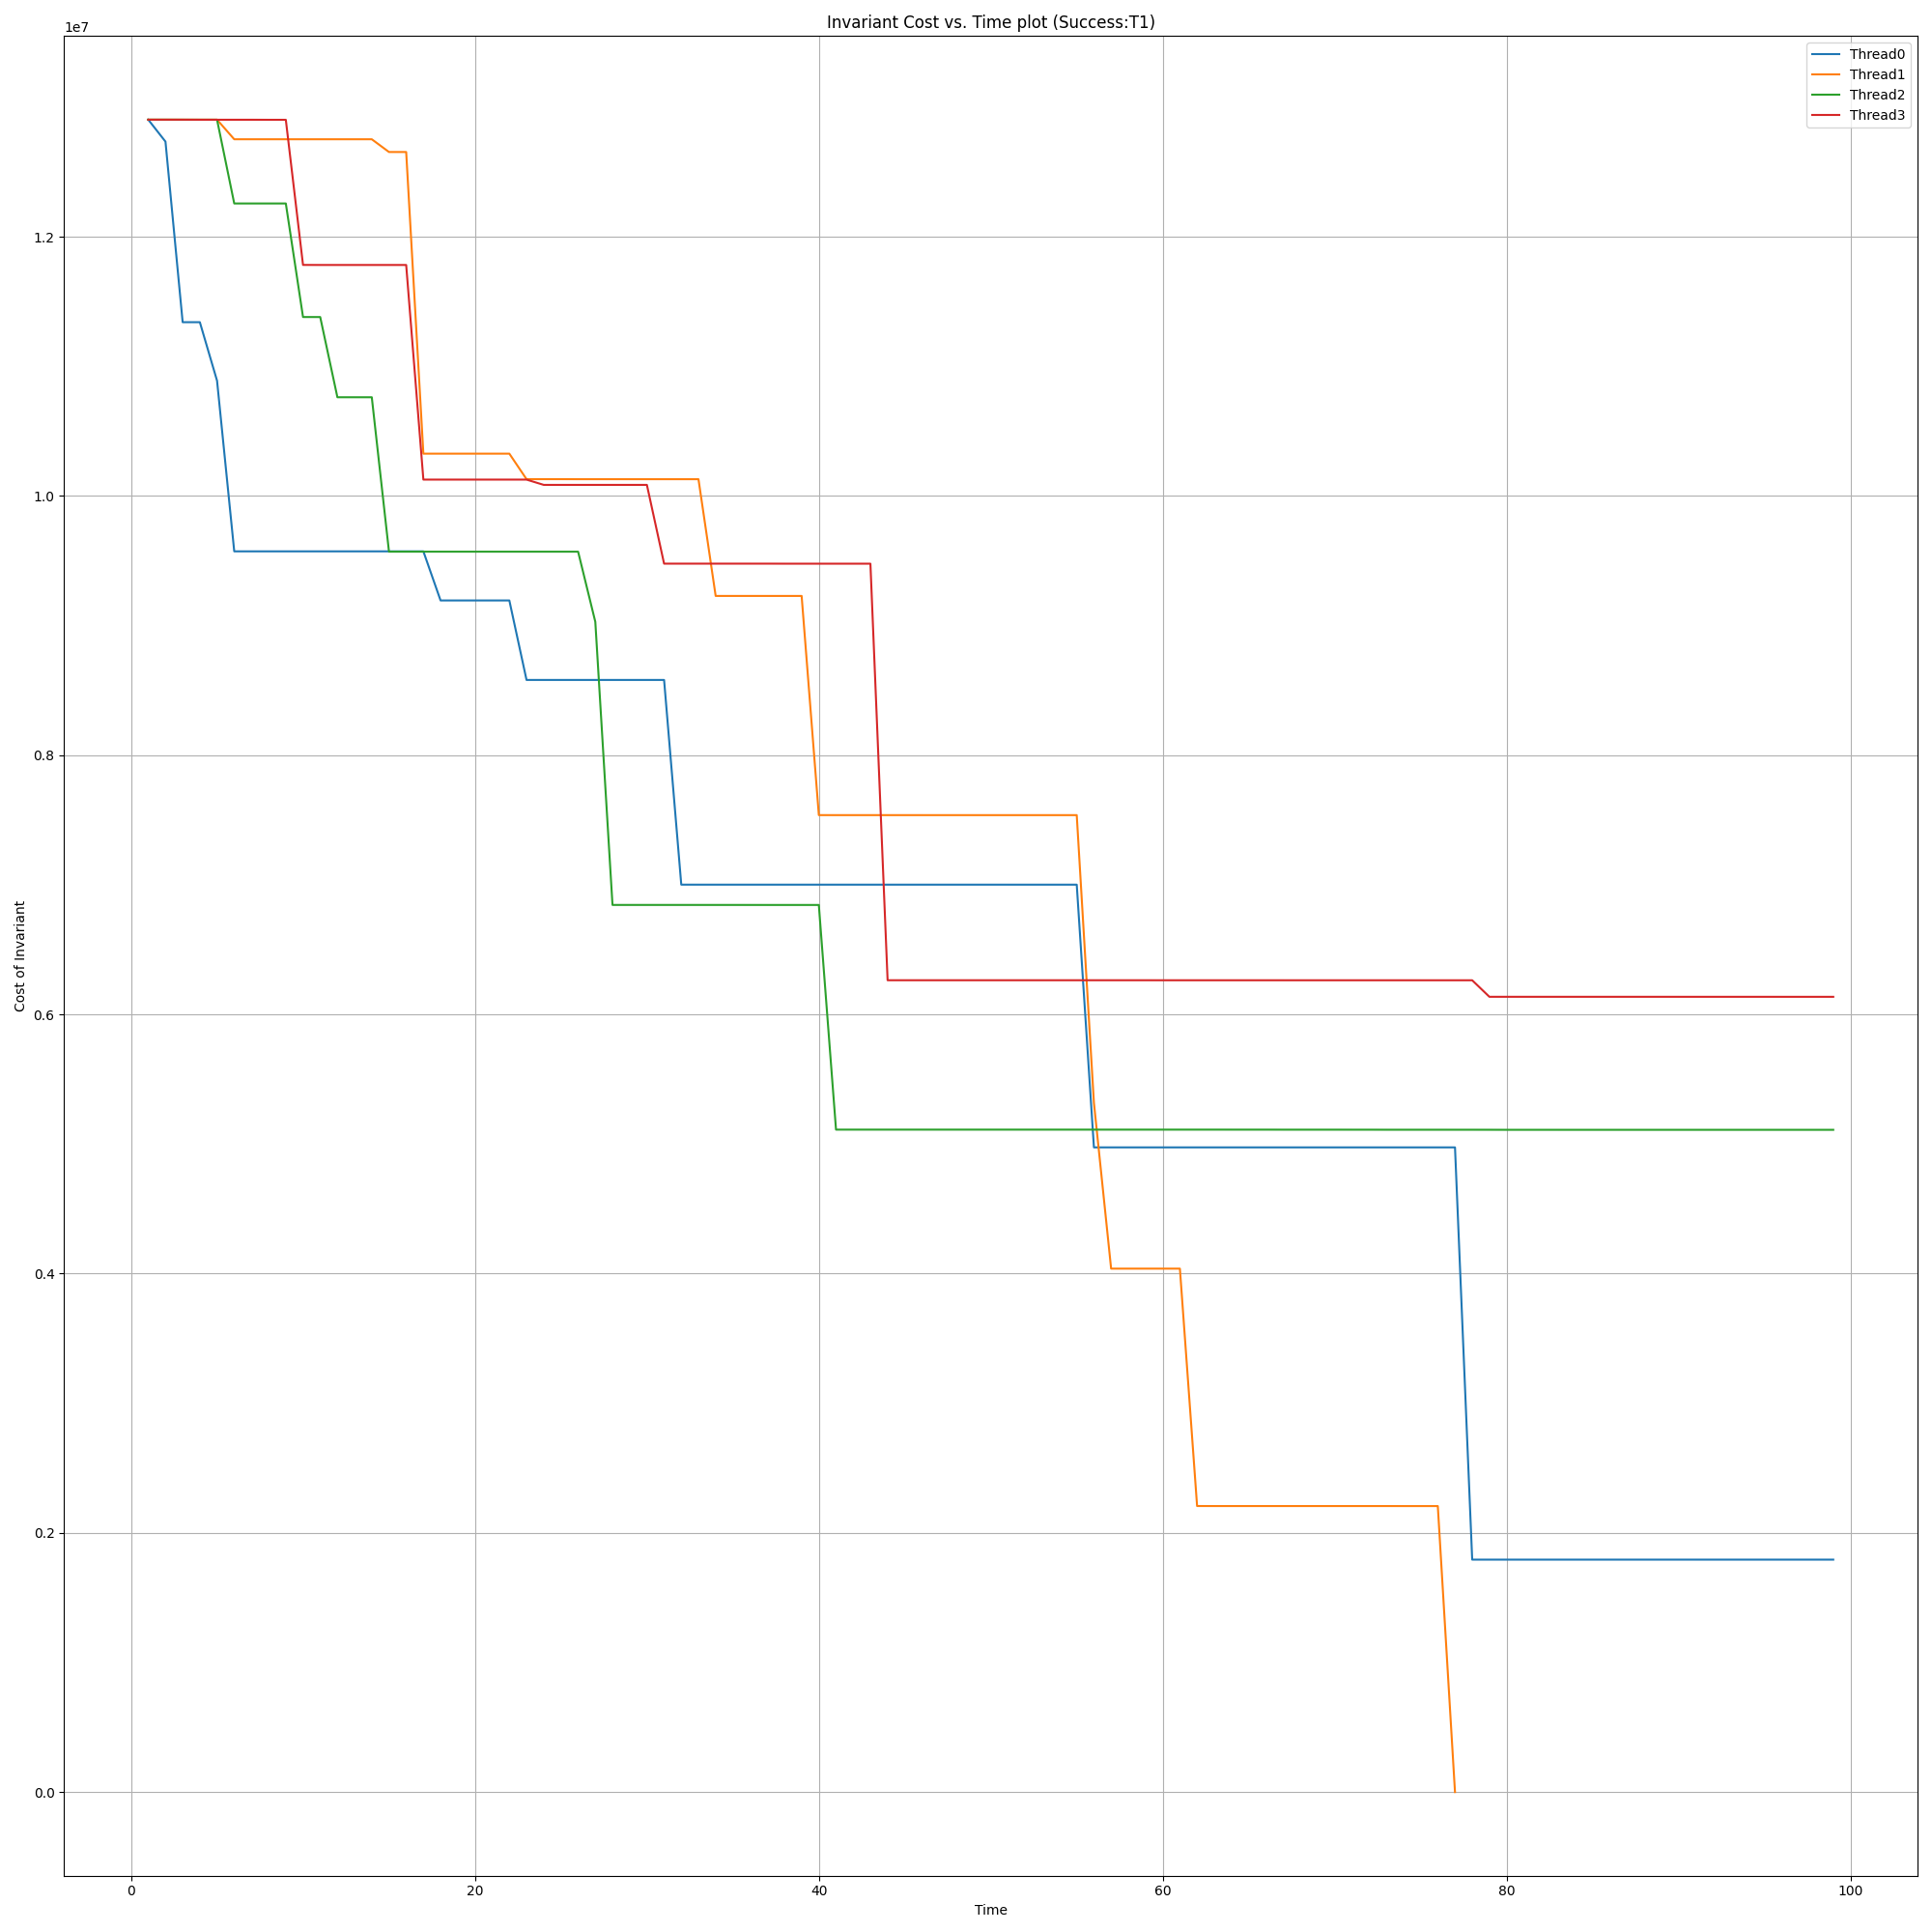 Invariant Cost vs. Time plot (Success:T1)
1e7
Thread0
Thread1
Thread2
Thread3
1.2
1.0
0.8
0.6
0.4
0.2
0.0
Cost of Invariant
0 20 40 60 80 100
Time